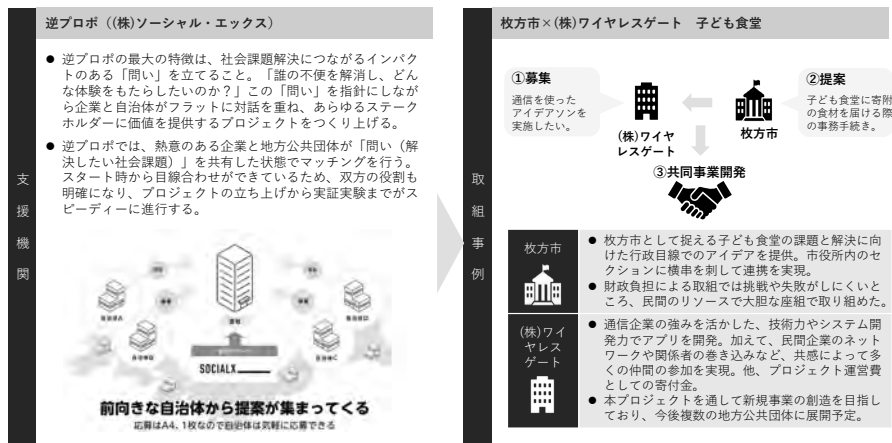 逆プロポ（(株)ソーシャル・エックス）
支援機関
● 逆プロポの最大の特徴は、社会課題解決につながるインパク
トのある「問い」を立てること。「誰の不便を解消し、どん
な体験をもたらしたいのか？」この「問い」を指針にしなが
ら企業と自治体がフラットに対話を重ね、あらゆるステーク
ホルダーに価値を提供するプロジェクトをつくり上げる。
● 逆プロポでは、熱意のある企業と地方公共団体が「問い（解
決したい社会課題）」を共有した状態でマッチングを行う。
スタート時から目線合わせができているため、双方の役割も
明確になり、プロジェクトの立ち上げから実証実験までがス
ピーディーに進行する。
SOCIALX
前向きな自治体から提案が集まってくる
応募はA4、1枚なので自治体は気軽に応募できる
枚方市×(株)ワイヤレスゲート　子ども食堂
取組事例
①募集
通信を使った
アイデアソンを
実施したい。
(株)ワイヤ
レスゲート
枚方市
②提案
子ども食堂に寄附
の食材を届ける際
の事務手続き。
③共同事業開発
枚方市
● 枚方市として捉える子ども食堂の課題と解決に向
けた行政目線でのアイデアを提供。市役所内のセ
クションに横串を刺して連携を実現。
● 財政負担による取組では挑戦や失敗がしにくいと
ころ、民間のリソースで大胆な座組で取り組めた。
(株)ワイ
ヤレス
ゲート
● 通信企業の強みを活かした、技術力やシステム開
発力でアプリを開発。加えて、民間企業のネット
ワークや関係者の巻き込みなど、共感によって多
くの仲間の参加を実現。他、プロジェクト運営費
としての寄付金。
● 本プロジェクトを通して新規事業の創造を目指し
ており、今後複数の地方公共団体に展開予定。